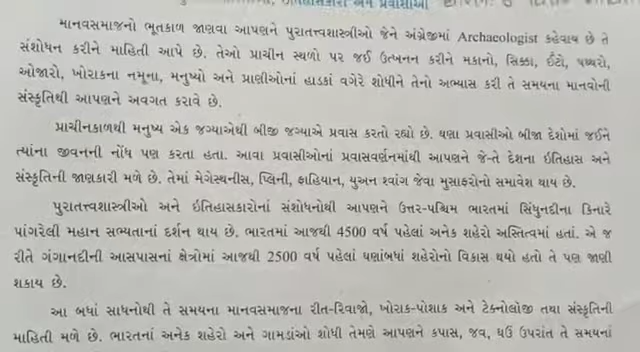 ઇતિહાસકારો અને પ્રવાસીઓ
માનવસમાજનો ભૂતકાળ જાણવા આપણને પુરાતત્ત્વશાસ્ત્રીઓ જેને અંગ્રેજીમાં Archaeologist કહેવાય છે તે
સંશોધન કરીને માહિતી આપે છે. તેઓ પ્રાચીન સ્થળો પર જઈ ઉત્ખનન કરીને મકાનો, સિક્કા, ઈંટો, પથ્થરો,
ઓજારો, ખોરાકના નમૂના, મનુષ્યો અને પ્રાણીઓનાં હાડકાં વગેરે શોધીને તેનો અભ્યાસ કરી તે સમયના માનવોની
સંસ્કૃતિથી આપણને અવગત કરાવે છે.
પ્રાચીનકાળથી મનુષ્ય એક જગ્યાએથી બીજી જગ્યાએ પ્રવાસ કરતો રહ્યો છે. ઘણા પ્રવાસીઓ બીજા દેશોમાં જઈને
ત્યાંના જીવનની નોંધ પણ કરતા હતા. આવા પ્રવાસીઓનાં પ્રવાસવર્ણનમાંથી આપણને જે-તે દેશના ઇતિહાસ અને
સંસ્કૃતિની જાણકારી મળે છે. તેમાં મેગેસ્થનીસ, પ્લિની, ફાહિયાન, યુઅન શ્વાંગ જેવા મુસાફરોનો સમાવેશ થાય છે.
પુરાતત્ત્વશાસ્ત્રીઓ અને ઇતિહાસકારોનાં સંશોધનોથી આપણને ઉત્તર-પશ્ચિમ ભારતમાં સિંધુનદીના કિનારે
પાંગરેલી મહાન સભ્યતાનાં દર્શન થાય છે. ભારતમાં આજથી 4500 વર્ષ પહેલાં અનેક શહેરો અસ્તિત્વમાં હતાં. એ જ
રીતે ગંગાનદીની આસપાસનાં ક્ષેત્રોમાં આજથી 2500 વર્ષ પહેલાં ઘણાંબધાં શહેરોનો વિકાસ થયો હતો તે પણ જાણી
શકાય છે.
આ બધાં સાધનોથી તે સમયના માનવસમાજના રીત-રિવાજો, ખોરાક-પોશાક અને ટેક્નોલૉજી તથા સંસ્કૃતિની
માહિતી મળે છે. ભારતનાં અનેક શહેરો અને ગામડાંઓ શોધી તેમણે આપણને કપાસ, જવ, ઘઉં ઉપરાંત તે સમયનાં